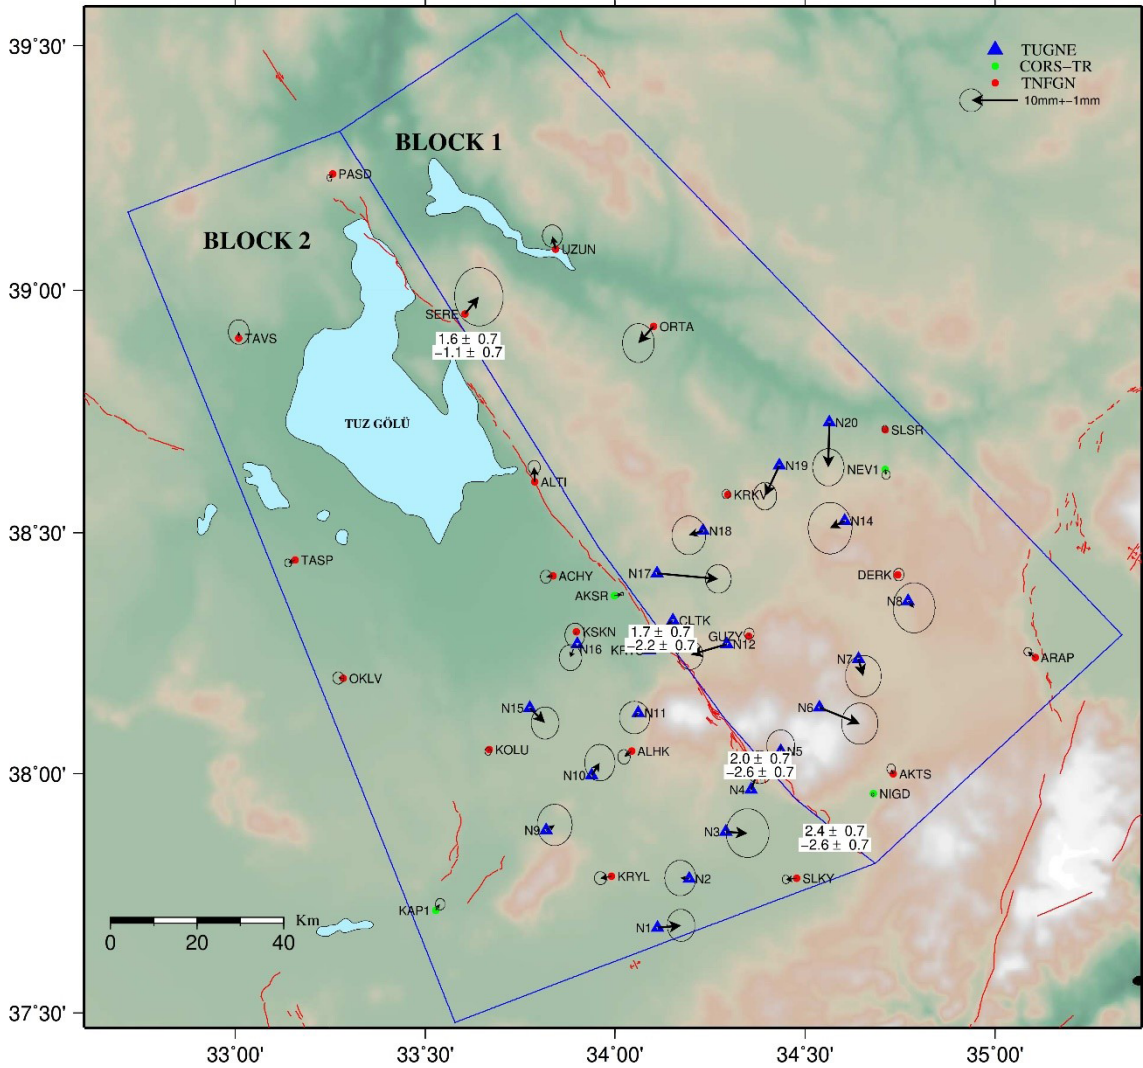 39°30'
39°00'
38°30'
38°00'
37°30'
33°00'
33°30'
34°00'
34°30'
35°00'
TUGNE
CORS−TR
TNFGN
10mm+−1mm
BLOCK 1
BLOCK 2
PASD
UZUN
SERE
1.6 ± 0.7
−1.1 ± 0.7
TAVS
ORTA
TUZ GÖLÜ
N20
SLSR
N19
NEV1
ALTI
KRKV
N14
N18
TASP
N17
ACHY
DERK
AKSR
N8
CLTK
KSKN
1.7 ± 0.7
−2.2 ± 0.7
GUZY
N16
N12
N7
ARAP
OKLV
N15
N11
N6
KOLU
ALHK
N5
2.0 ± 0.7
−2.6 ± 0.7
N10
AKTS
N4
NIGD
N9
N3
2.4 ± 0.7
−2.6 ± 0.7
KRYL
N2
SLKY
KAP1
N1
Km
0
20
40